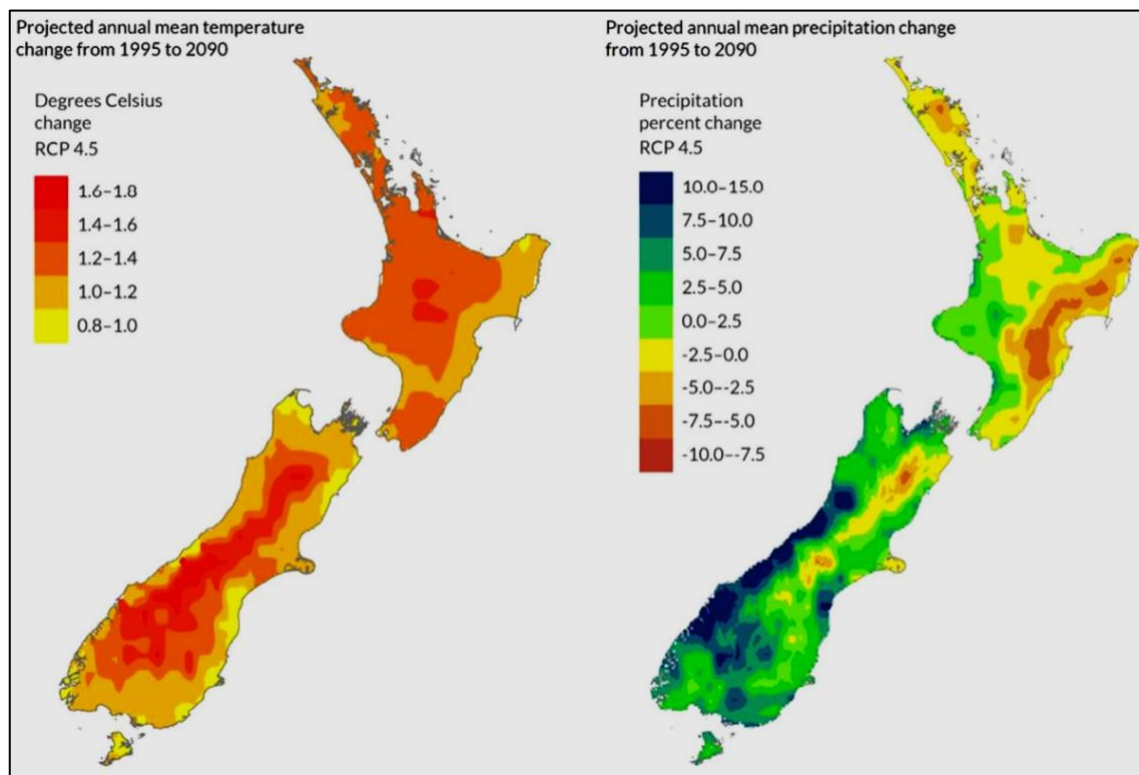 Projected annual mean temperature
change from 1995 to 2090
Degrees Celsius
change
RCP 4.5
1.6–1.8
1.4–1.6
1.2–1.4
1.0–1.2
0.8–1.0
Projected annual mean precipitation change
from 1995 to 2090
Precipitation
percent change
RCP 4.5
10.0–15.0
7.5–10.0
5.0–7.5
2.5–5.0
0.0–2.5
-2.5–0.0
-5.0–-2.5
-7.5–-5.0
-10.0–-7.5